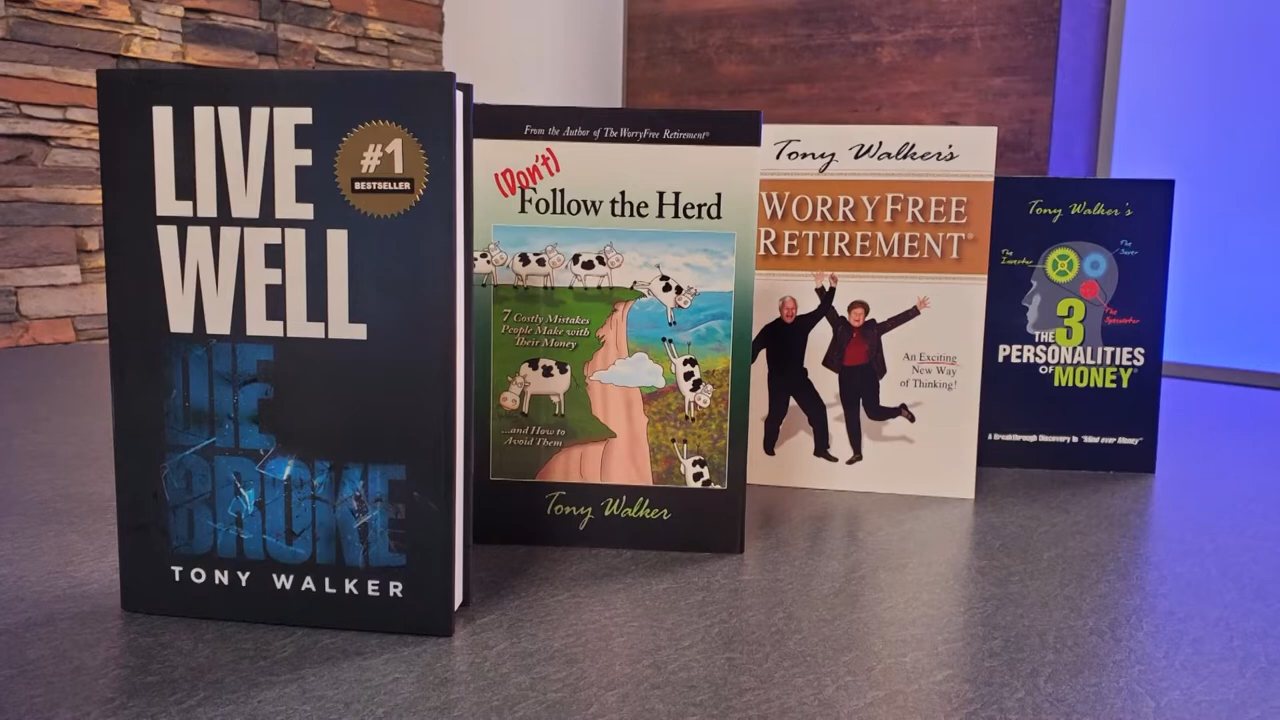 LIVE
WELL
DIE
BROKE
TONY WALKER
#1
BESTSELLER
From the Author of The WorryFree Retirement®
(Don't)
Follow the Herd
7 Costly Mistakes
People Make with
Their Money
...and How to
Avoid Them
Tony Walker
Tony Walker's
WORRYFREE
RETIREMENT®
An Exciting
New Way
of Thinking!
Tony Walker's
The Investor
The Saver
The Spectator
THE 3
PERSONALITIES
OF MONEY®
A Breakthrough Discovery in "Mind over Money"